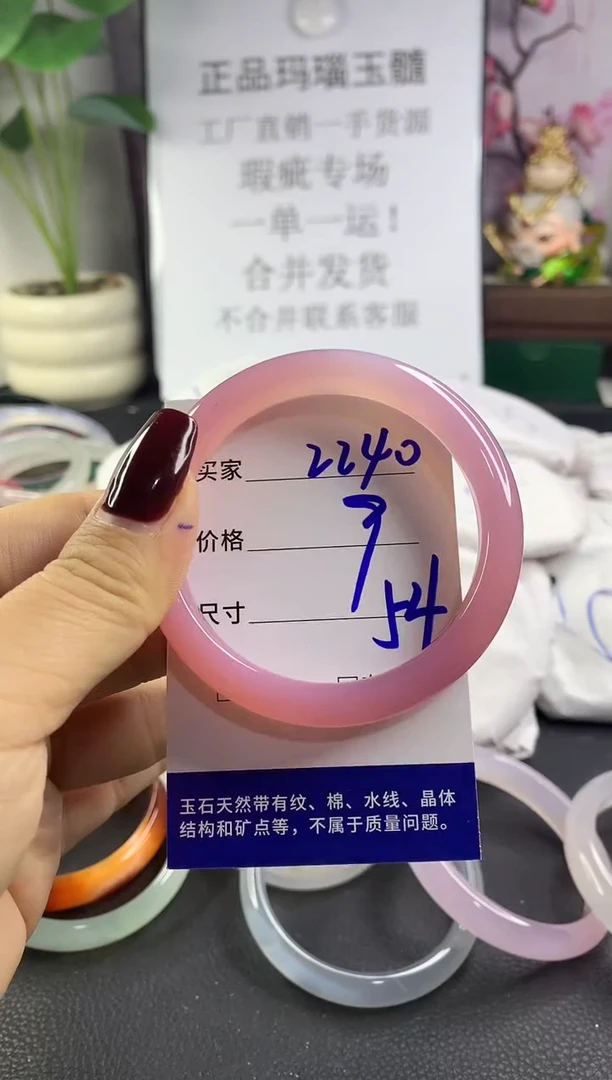 正品玛瑙玉髓
工厂直销一手货源
瑕疵专场
一单一运！
合并发货
不合并联系客服
买家 2240
价格
尺寸 54
玉石天然带有纹、棉、水线、晶体
结构和矿点等，不属于质量问题。